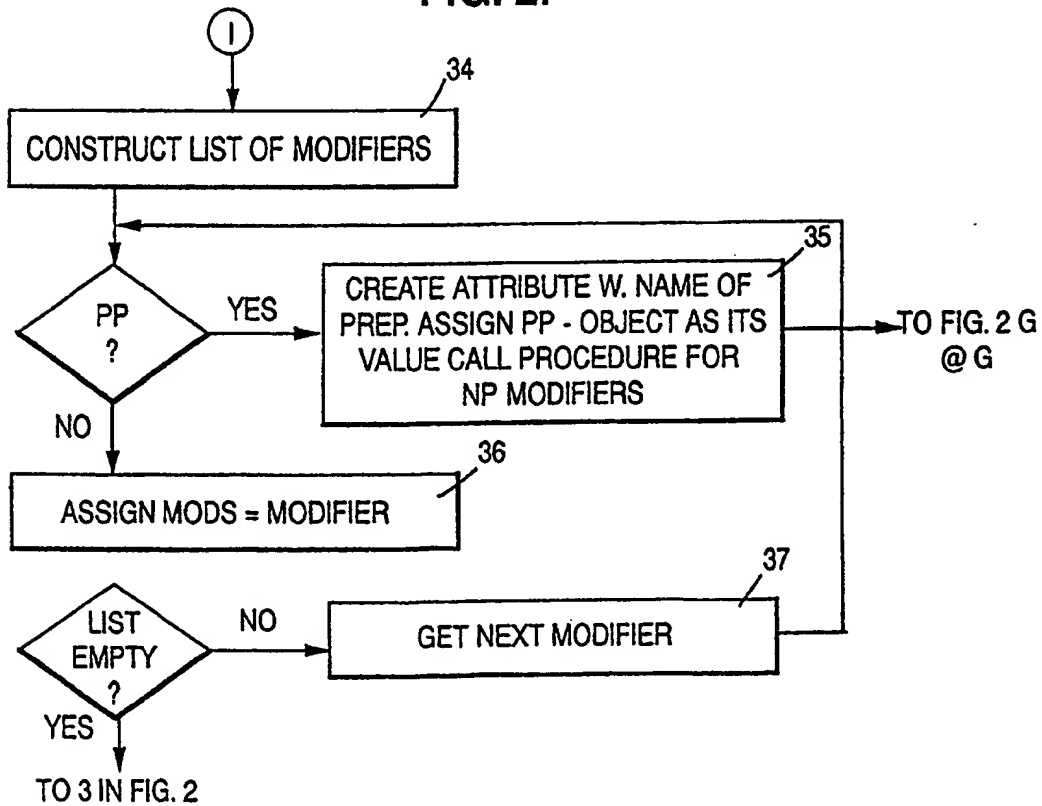 I
34
CONSTRUCT LIST OF MODIFIERS
35
PP
?
YES
CREATE ATTRIBUTE W. NAME OF
PREP. ASSIGN PP - OBJECT AS ITS
VALUE CALL PROCEDURE FOR
NP MODIFIERS
TO FIG. 2 G
@ G
NO
36
ASSIGN MODS = MODIFIER
37
LIST
EMPTY
?
NO
GET NEXT MODIFIER
YES
TO 3 IN FIG. 2